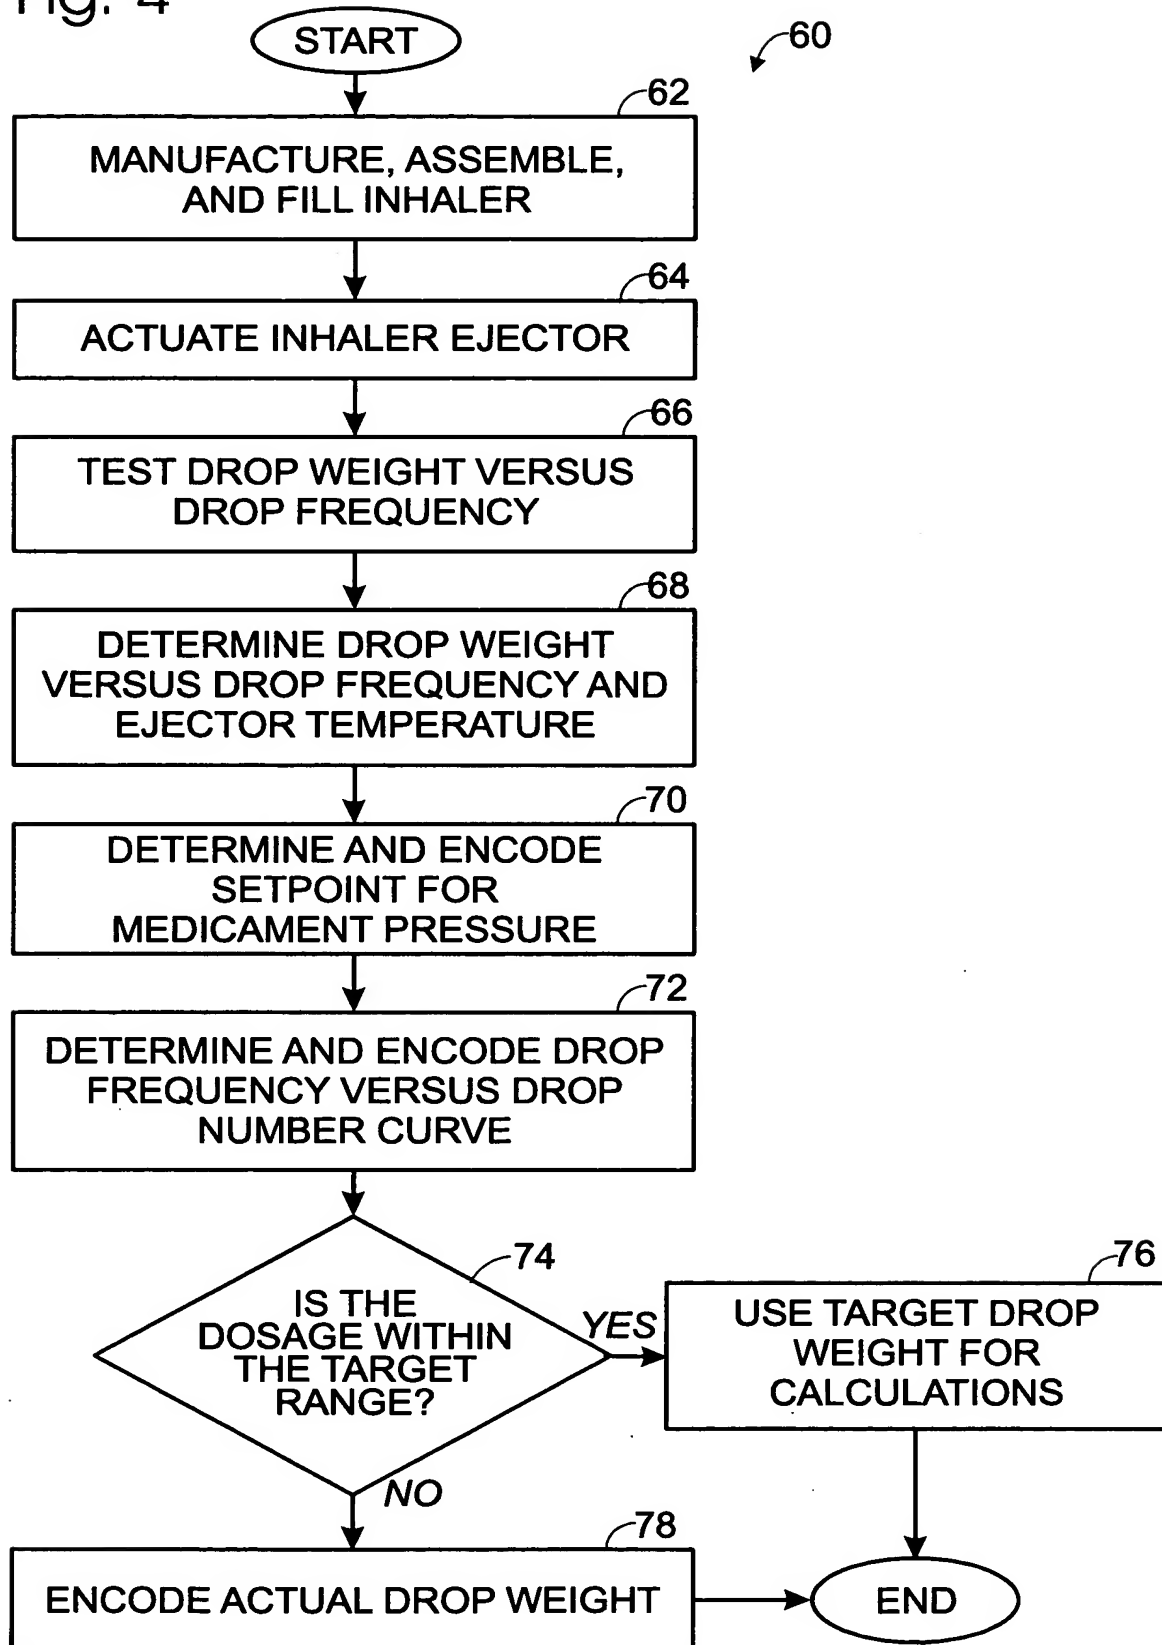 Fig. 4
START
60
62
MANUFACTURE, ASSEMBLE,
AND FILL INHALER
64
ACTUATE INHALER EJECTOR
66
TEST DROP WEIGHT VERSUS
DROP FREQUENCY
68
DETERMINE DROP WEIGHT
VERSUS DROP FREQUENCY AND
EJECTOR TEMPERATURE
70
DETERMINE AND ENCODE
SETPOINT FOR
MEDICAMENT PRESSURE
72
DETERMINE AND ENCODE DROP
FREQUENCY VERSUS DROP
NUMBER CURVE
74
IS THE
DOSAGE WITHIN
THE TARGET
RANGE?
YES
76
USE TARGET DROP
WEIGHT FOR
CALCULATIONS
NO
78
ENCODE ACTUAL DROP WEIGHT
END